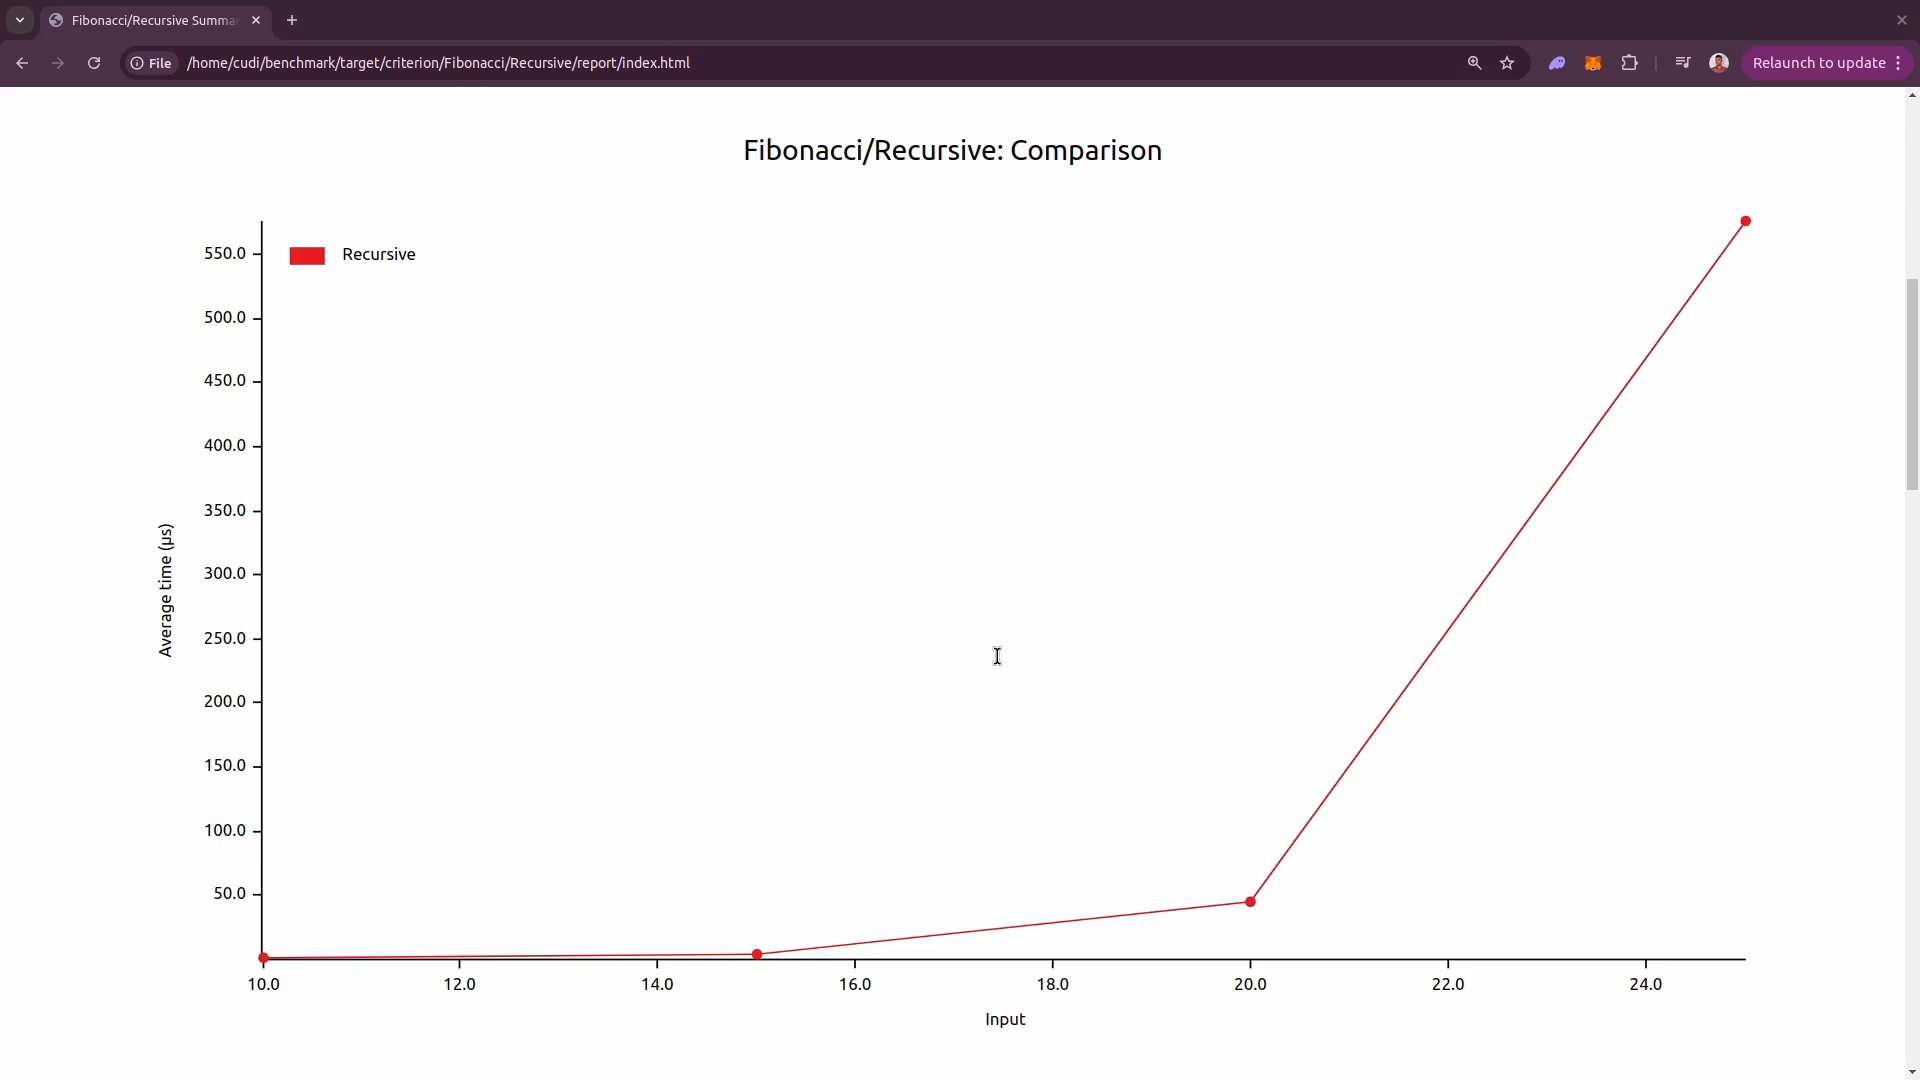 Fibonacci/Recursive Summa
File
/home/cudi/benchmark/target/criterion/Fibonacci/Recursive/report/index.html
Relaunch to update
Fibonacci/Recursive: Comparison
Recursive
550.0
500.0
450.0
400.0
350.0
300.0
250.0
200.0
150.0
100.0
50.0
Average time (µs)
10.0 12.0 14.0 16.0 18.0 20.0 22.0 24.0
Input